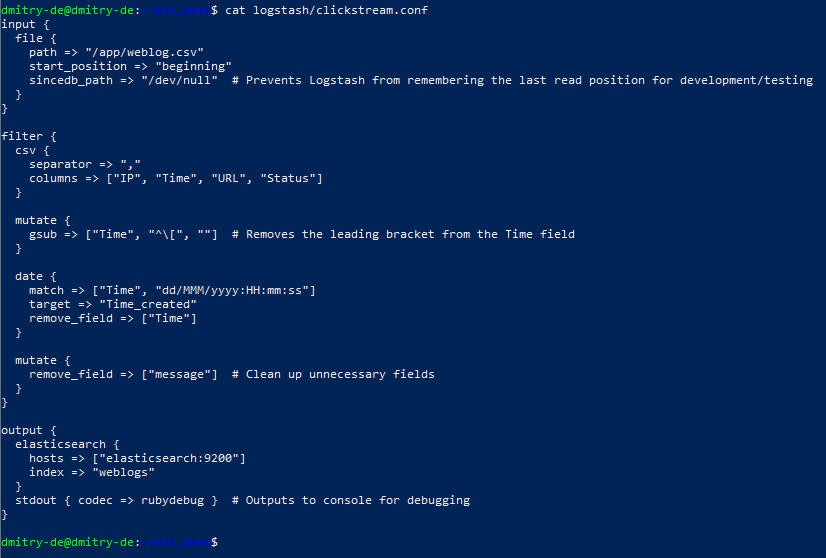 dmitry-de@dmitry-de:~/elk-demo$ cat logstash/clickstream.conf
input {
  file {
    path => "/app/weblog.csv"
    start_position => "beginning"
    sincedb_path => "/dev/null"  # Prevents Logstash from remembering the last read position for development/testing
  }
}

filter {
  csv {
    separator => ","
    columns => ["IP", "Time", "URL", "Status"]
  }

  mutate {
    gsub => ["Time", "^\[", ""]  # Removes the leading bracket from the Time field
  }

  date {
    match => ["Time", "dd/MMM/yyyy:HH:mm:ss"]
    target => "Time_created"
    remove_field => ["Time"]
  }

  mutate {
    remove_field => ["message"]  # Clean up unnecessary fields
  }
}

output {
  elasticsearch {
    hosts => ["elasticsearch:9200"]
    index => "weblogs"
  }
  stdout { codec => rubydebug }  # Outputs to console for debugging
}

dmitry-de@dmitry-de:~/elk-demo$